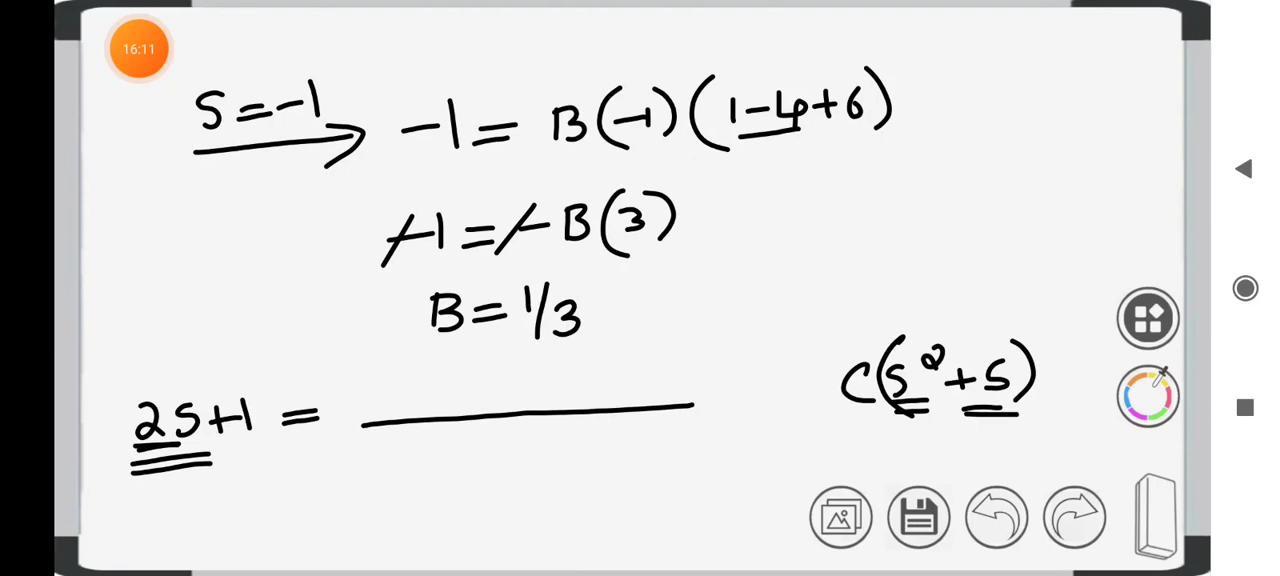 16:11
S=-1 -1 = B(-1)(1-4+6)
-1 = -B(3)
B = 1/3
C(S²+S)
2S+1 =